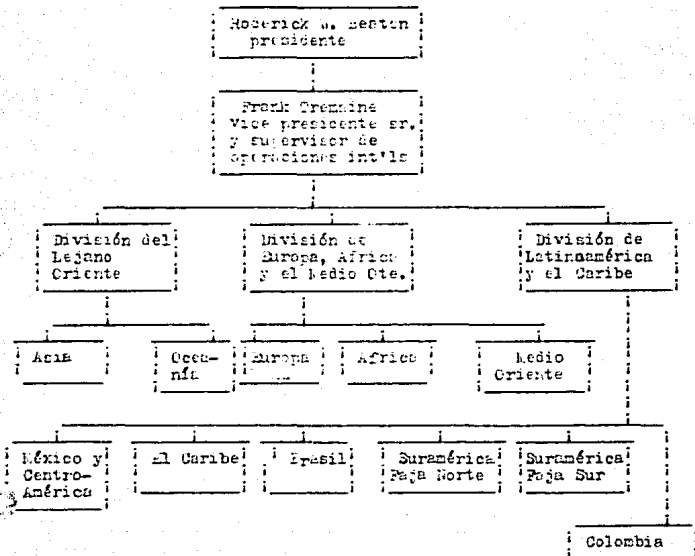 Roderick W. Beaton
presidente
Frank Tremaine
Vice presidente sr.
y supervisor de
operaciones int'ls
División del
Lejano
Oriente
División de
Europa, Africa
y el Medio Ote.
División de
Latinoamérica
y el Caribe
Asia
Ocea-
nía
Europa
Africa
Medio
Oriente
México y
Centro-
América
El Caribe
Brasil
Suramérica
Faja Norte
Suramérica
Faja Sur
Colombia